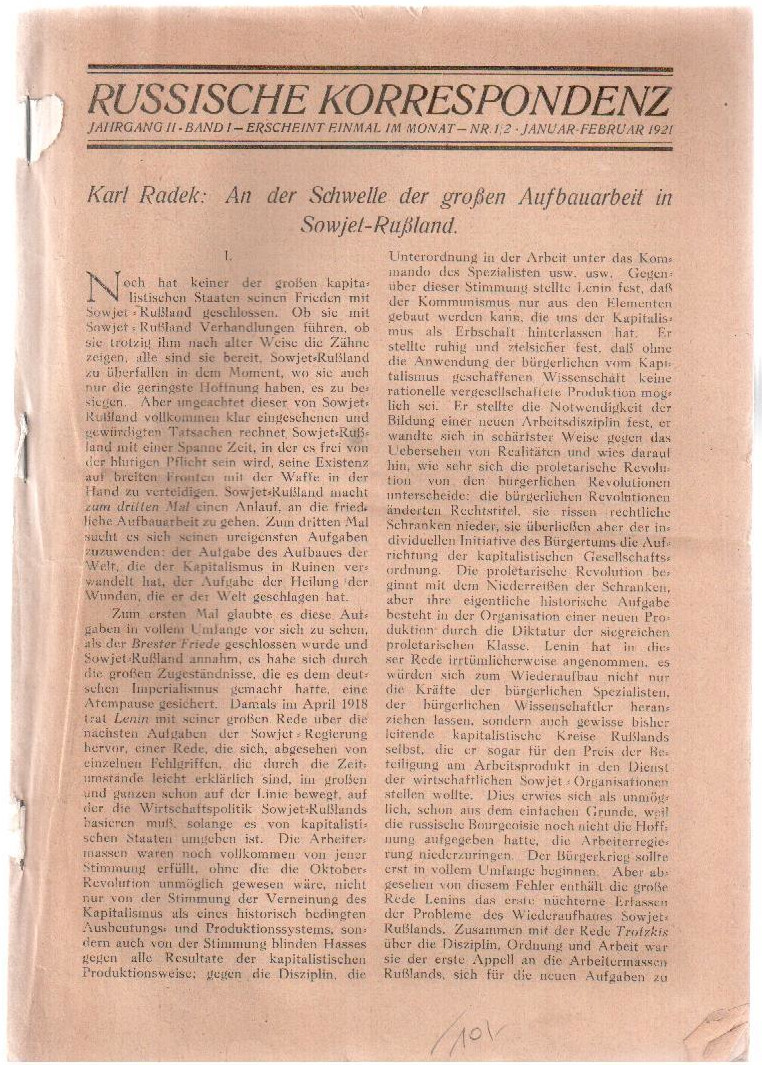 RUSSISCHE KORRESPONDENZ
JAHRGANG II - BAND I — ERSCHEINT EINMAL IM MONAT — NR. 1/2 · JANUAR-FEBRUAR 1921
Karl Radek: An der Schwelle der großen Aufbauarbeit in
Sowjet-Rußland.
I.
Noch hat keiner der großen kapita-
listischen Staaten seinen Frieden mit
Sowjet-Rußland geschlossen. Ob sie mit
Sowjet-Rußland Verhandlungen führen, ob
sie trotzig ihm nach alter Weise die Zähne
zeigen, alle sind sie bereit, Sowjet-Rußland
zu überfallen in dem Moment, wo sie auch
nur die geringste Hoffnung haben, es zu be-
siegen. Aber ungeachtet dieser von Sowjet-
Rußland vollkommen klar eingesehenen und
gewürdigten Tatsachen rechnet Sowjet-Ruß-
land mit einer Spanne Zeit, in der es frei von
der blutigen Pflicht sein wird, seine Existenz
auf breiten Fronten mit der Waffe in der
Hand zu verteidigen. Sowjet-Rußland macht
zum dritten Mal einen Anlauf, an die fried-
liche Aufbauarbeit zu gehen. Zum dritten Mal
sucht es sich seinen ureigensten Aufgaben
zuzuwenden: der Aufgabe des Aufbaues der
Welt, die der Kapitalismus in Ruinen ver-
wandelt hat, der Aufgabe der Heilung der
Wunden, die er der Welt geschlagen hat.
Zum ersten Mal glaubte es diese Auf-
gaben in vollem Umfange vor sich zu sehen,
als der Brester Friede geschlossen wurde und
Sowjet-Rußland annahm, es habe sich durch
die großen Zugeständnisse, die es dem deut-
schen Imperialismus gemacht hatte, eine
Atempause gesichert. Damals im April 1918
trat Lenin mit seiner großen Rede über die
nächsten Aufgaben der Sowjet-Regierung
hervor, einer Rede, die sich, abgesehen von
einzelnen Fehlgriffen, die durch die Zeit-
umstände leicht erklärlich sind, im großen
und ganzen schon auf der Linie bewegt, auf
der die Wirtschaftspolitik Sowjet-Rußlands
basieren muß, solange es von kapitalisti-
schen Staaten umgeben ist. Die Arbeiter-
massen waren noch vollkommen von jener
Stimmung erfüllt, ohne die die Oktober-
Revolution unmöglich gewesen wäre, nicht
nur von der Stimmung der Verneinung des
Kapitalismus als eines historisch bedingten
Ausbeutungs- und Produktionssystems, son-
dern auch von der Stimmung blinden Hasses
gegen alle Resultate der kapitalistischen
Produktionsweise; gegen die Disziplin, die
Unterordnung in der Arbeit unter das Kom-
mando des Spezialisten usw. usw. Gegen-
über dieser Stimmung stellte Lenin fest, daß
der Kommunismus nur aus den Elementen
gebaut werden kann, die uns der Kapitalis-
mus als Erbschaft hinterlassen hat. Er
stellte ruhig und zielsicher fest, daß ohne
die Anwendung der bürgerlichen vom Kapi-
talismus geschaffenen Wissenschaft keine
rationelle vergesellschaftete Produktion mög-
lich sei. Er stellte die Notwendigkeit der
Bildung einer neuen Arbeitsdisziplin fest, er
wandte sich in schärfster Weise gegen das
Uebersehen von Realitäten und wies darauf
hin, wie sehr sich die proletarische Revolu-
tion von den bürgerlichen Revolutionen
unterscheide: die bürgerlichen Revolutionen
änderten Rechtstitel, sie rissen rechtliche
Schranken nieder, sie überließen aber der in-
dividuellen Initiative des Bürgertums die Auf-
richtung der kapitalistischen Gesellschafts-
ordnung. Die proletarische Revolution be-
ginnt mit dem Niederreißen der Schranken,
aber ihre eigentliche historische Aufgabe
besteht in der Organisation einer neuen Pro-
duktion durch die Diktatur der siegreichen
proletarischen Klasse. Lenin hat in die-
ser Rede irrtümlicherweise angenommen, es
würden sich zum Wiederaufbau nicht nur
die Kräfte der bürgerlichen Spezialisten,
der bürgerlichen Wissenschaftler heran-
ziehen lassen, sondern auch gewisse bisher
leitende kapitalistische Kreise Rußlands
selbst, die er sogar für den Preis der Be-
teiligung am Arbeitsprodukt in den Dienst
der wirtschaftlichen Sowjet-Organisationen
stellen wollte. Dies erwies sich als unmög-
lich, schon aus dem einfachen Grunde, weil
die russische Bourgeoisie noch nicht die Hoff-
nung aufgegeben hatte, die Arbeiterregie-
rung niederzuringen. Der Bürgerkrieg sollte
erst in vollem Umfange beginnen. Aber ab-
gesehen von diesem Fehler enthält die große
Rede Lenins das erste nüchterne Erfassen
der Probleme des Wiederaufbaues Sowjet-
Rußlands. Zusammen mit der Rede Trotzkis
über die Disziplin, Ordnung und Arbeit war
sie der erste Appell an die Arbeitermassen
Rußlands, sich für die neuen Aufgaben zu
/10/-